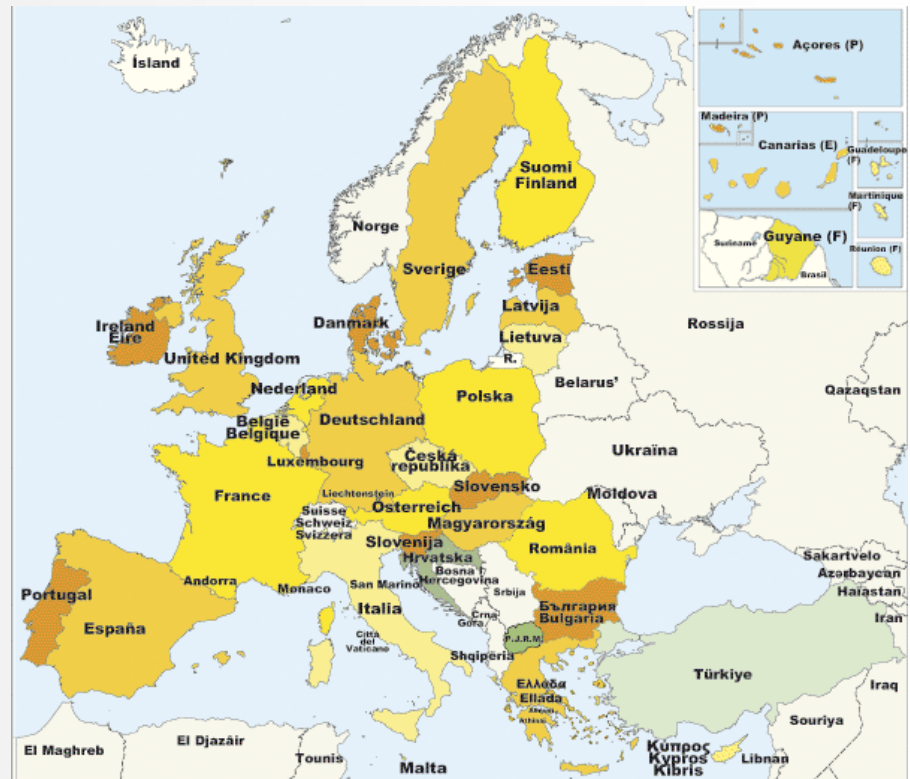 Ísland
Açores (P)
Madeira (P)
Canarias (E)
Guadeloupe
(F)
Martinique
(F)
Guyane (F)
Suriname
Brasil
Réunion (F)
Suomi
Finland
Norge
Sverige
Eesti
Latvija
Lietuva
R.
Rossija
Danmark
Ireland
Eire
United Kingdom
Nederland
België
Belgique
Deutschland
Polska
Belarus'
Qazaqstan
Luxembourg
Česká
republika
Ukraïna
Slovensko
Moldova
France
Liechtenstein
Österreich
Suisse
Schweiz
Svizzera
Magyarország
România
Slovenija
Hrvatska
Bosna i
Hercegovina
Srbija
Sakartvelo
Azərbaycan
Haïastan
Iran
Andorra
Monaco
San Marino
Portugal
España
Italia
Città
del
Vaticano
Crna
Gora
България
Bulgaria
P.J.R.M.
Shqipëria
Türkiye
Ελλάδα
Ellada
Athinai
Iraq
Souriya
El Maghreb
El Djazâir
Tounis
Malta
Κύπρος
Kypros
Kibris
Libnan